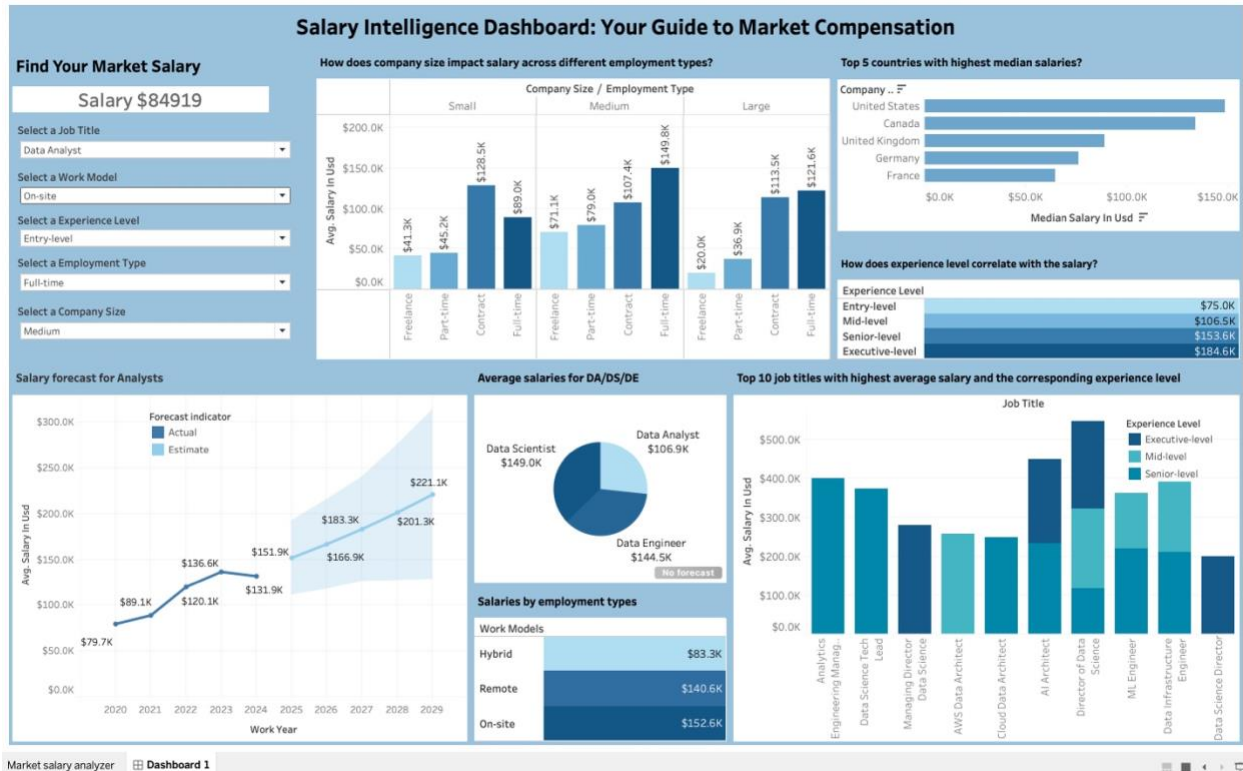 Salary Intelligence Dashboard: Your Guide to Market Compensation
Find Your Market Salary
Salary $84919
Select a Job Title
Data Analyst
Select a Work Model
On-site
Select a Experience Level
Entry-level
Select a Employment Type
Full-time
Select a Company Size
Medium
How does company size impact salary across different employment types?
Company Size / Employment Type
Small Medium Large
Avg. Salary In Usd
$200.0K
$150.0K
$100.0K
$50.0K
$0.0K
$41.3K $45.2K $128.5K $89.0K $71.1K $79.0K $107.4K $149.8K $20.0K $36.9K $113.5K $121.6K
Freelance Part-time Contract Full-time Freelance Part-time Contract Full-time Freelance Part-time Contract Full-time
Top 5 countries with highest median salaries?
Company ..
United States
Canada
United Kingdom
Germany
France
$0.0K $50.0K $100.0K $150.0K
Median Salary In Usd
How does experience level correlate with the salary?
Experience Level
Entry-level $75.0K
Mid-level $106.5K
Senior-level $153.6K
Executive-level $184.6K
Salary forecast for Analysts
Forecast indicator
Actual
Estimate
Avg. Salary In Usd
$300.0K
$250.0K
$200.0K
$150.0K
$100.0K
$50.0K
$0.0K
$79.7K
$89.1K
$120.1K
$136.6K
$131.9K
$151.9K
$166.9K
$183.3K
$201.3K
$221.1K
2020 2021 2022 2023 2024 2025 2026 2027 2028 2029
Work Year
Average salaries for DA/DS/DE
Data Scientist
$149.0K
Data Analyst
$106.9K
Data Engineer
$144.5K
No forecast
Salaries by employment types
Work Models
Hybrid $83.3K
Remote $140.6K
On-site $152.6K
Top 10 job titles with highest average salary and the corresponding experience level
Job Title
Experience Level
Executive-level
Mid-level
Senior-level
Avg. Salary In Usd
$500.0K
$400.0K
$300.0K
$200.0K
$100.0K
$0.0K
Analytics
Engineering Manag..
Data Science Tech
Lead
Managing Director
Data Science
AWS Data Architect
Cloud Data Architect
AI Architect
Director of Data
Science
ML Engineer
Data Infrastructure
Engineer
Data Science Director
Market salary analyzer Dashboard 1